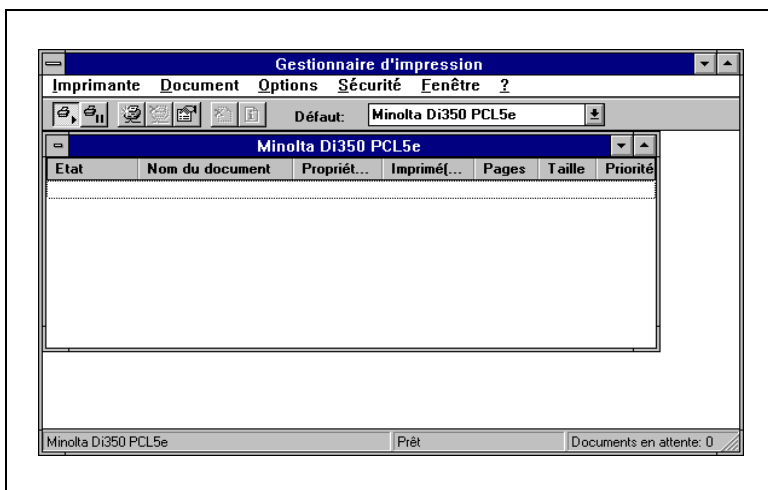 Gestionnaire d'impression
Imprimante Document Options Sécurité Fenêtre ?
Défaut: Minolta Di350 PCL5e
Minolta Di350 PCL5e
Etat Nom du document Propriét... Imprimé(... Pages Taille Priorité
Minolta Di350 PCL5e Prêt Documents en attente: 0